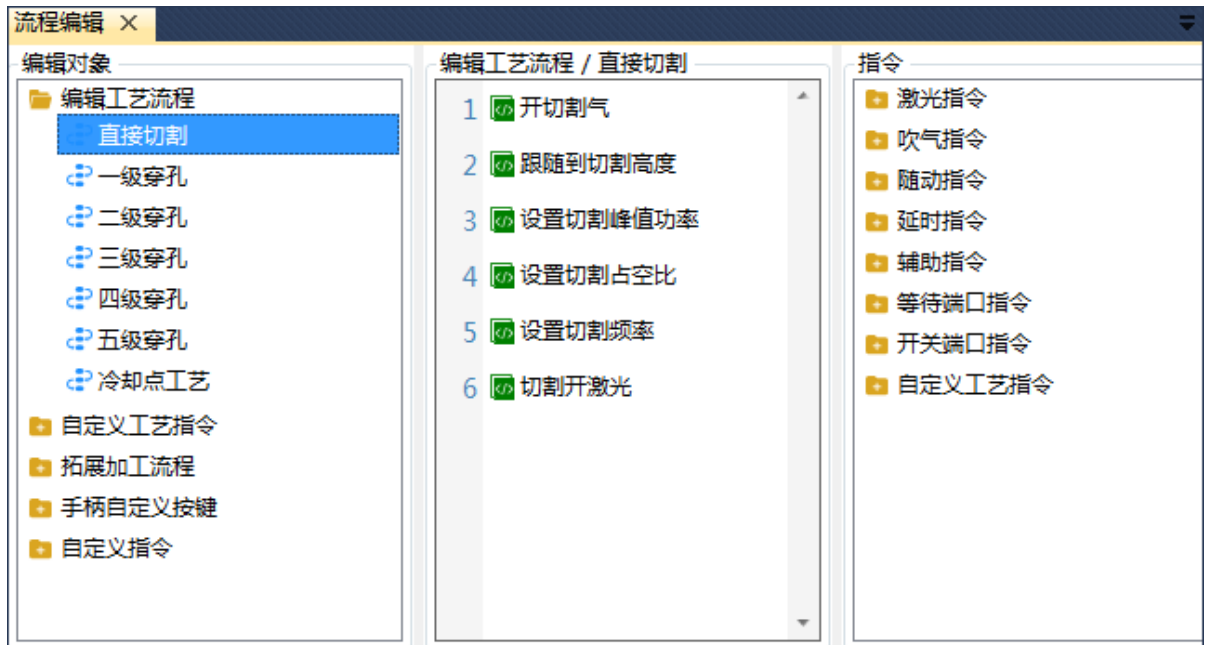 流程编辑
编辑对象
编辑工艺流程
直接切割
一级穿孔
二级穿孔
三级穿孔
四级穿孔
五级穿孔
冷却点工艺
自定义工艺指令
拓展加工流程
手柄自定义按键
自定义指令
编辑工艺流程 / 直接切割
1 开切割气
2 跟随到切割高度
3 设置切割峰值功率
4 设置切割占空比
5 设置切割频率
6 切割开激光
指令
激光指令
吹气指令
随动指令
延时指令
辅助指令
等待端口指令
开关端口指令
自定义工艺指令